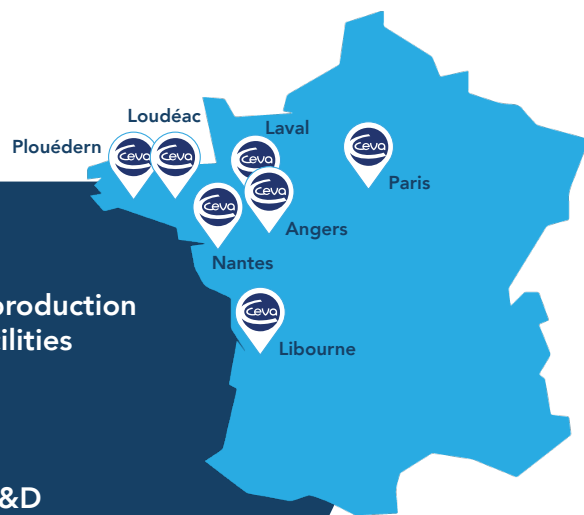 Loudéac
Laval
Plouédern
ceva
ceva
ceva
ceva
Paris
ceva
ceva
Angers
Nantes
production
ilities
ceva
Libourne
&D